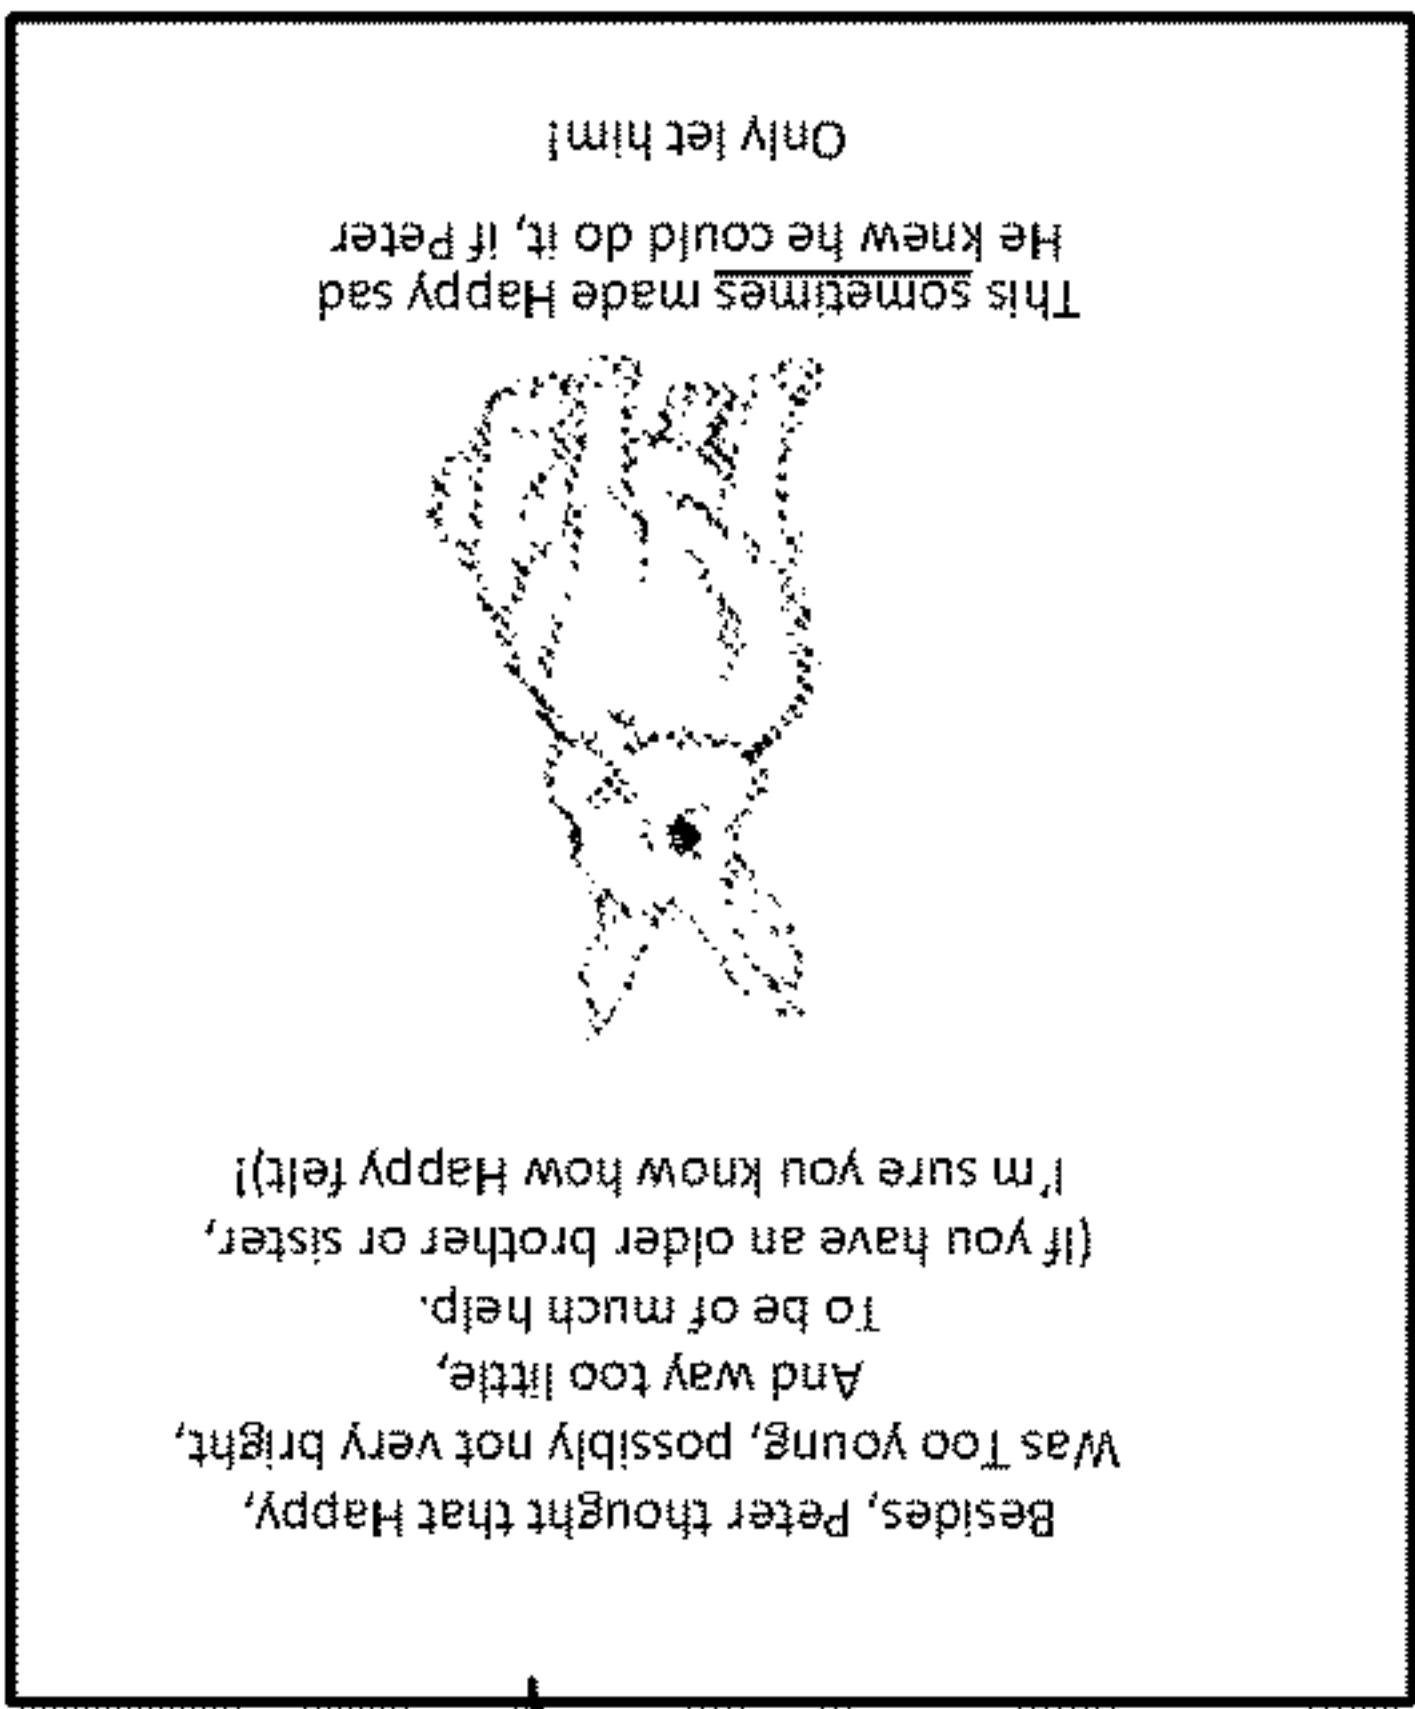 Besides, Peter thought that Happy,
Was Too young, possibly not very bright,
And way too little,
To be of much help.
(If you have an older brother or sister,
I'm sure you know how Happy felt)!
This sometimes made Happy sad
He knew he could do it, if Peter
Only let him!